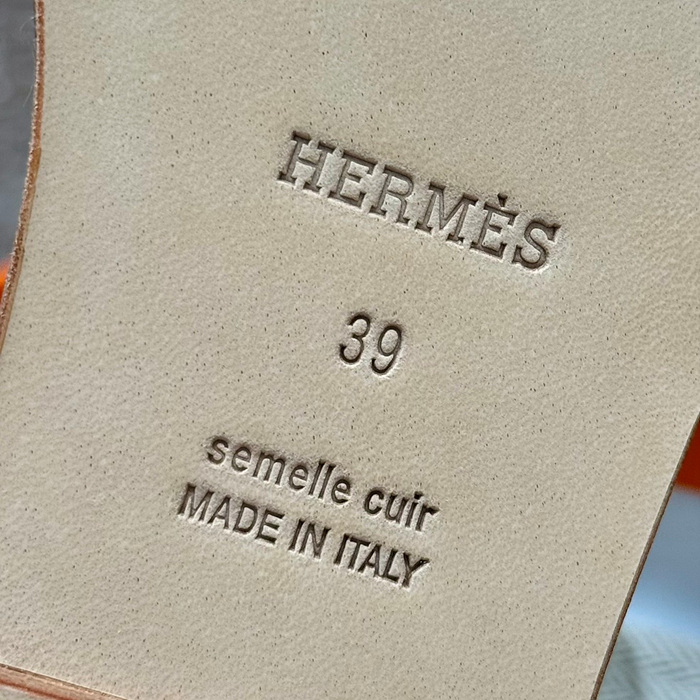 HERMÈS
39
semelle cuir
MADE IN ITALY